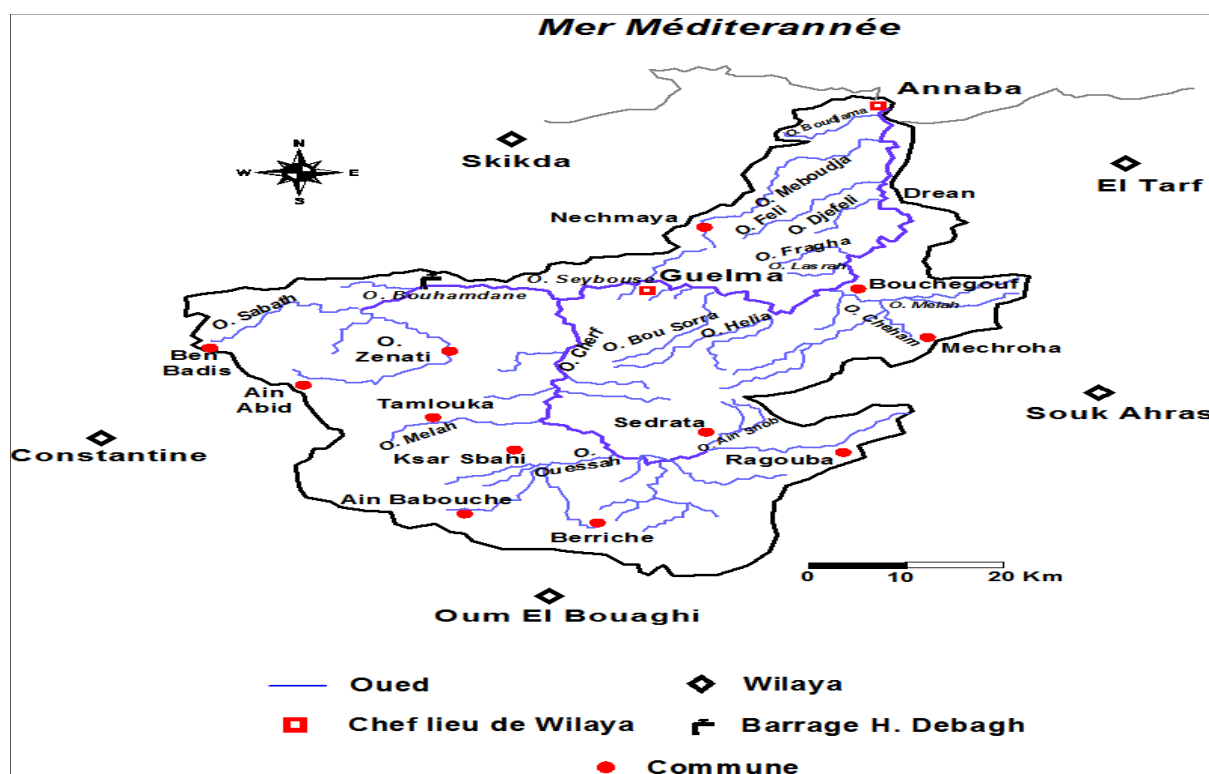 Mer Méditerannée
Annaba
O. Boudjama
N
W E
S
Skikda
El Tarf
O. Meboudja
Drean
Nechmaya
O. Feli
O. Djefeli
O. Fragha
O. Lasrah
O. Seybouse
Guelma
Bouchegouf
O. Bouhamdane
O. Sabath
O. Melah
O. Cheham
O. Bou Sorra
O. Helia
O. Cherf
O.
Zenati
Ben
Badis
Mechroha
Ain
Abid
Tamlouka
Souk Ahras
Sedrata
O. Ain Snob
O. Melah
Constantine
Ksar Sbahi
O.
Ouessah
Ragouba
Ain Babouche
Berriche
0 10 20 Km
Oum El Bouaghi
Oued
Wilaya
Chef lieu de Wilaya
Barrage H. Debagh
Commune